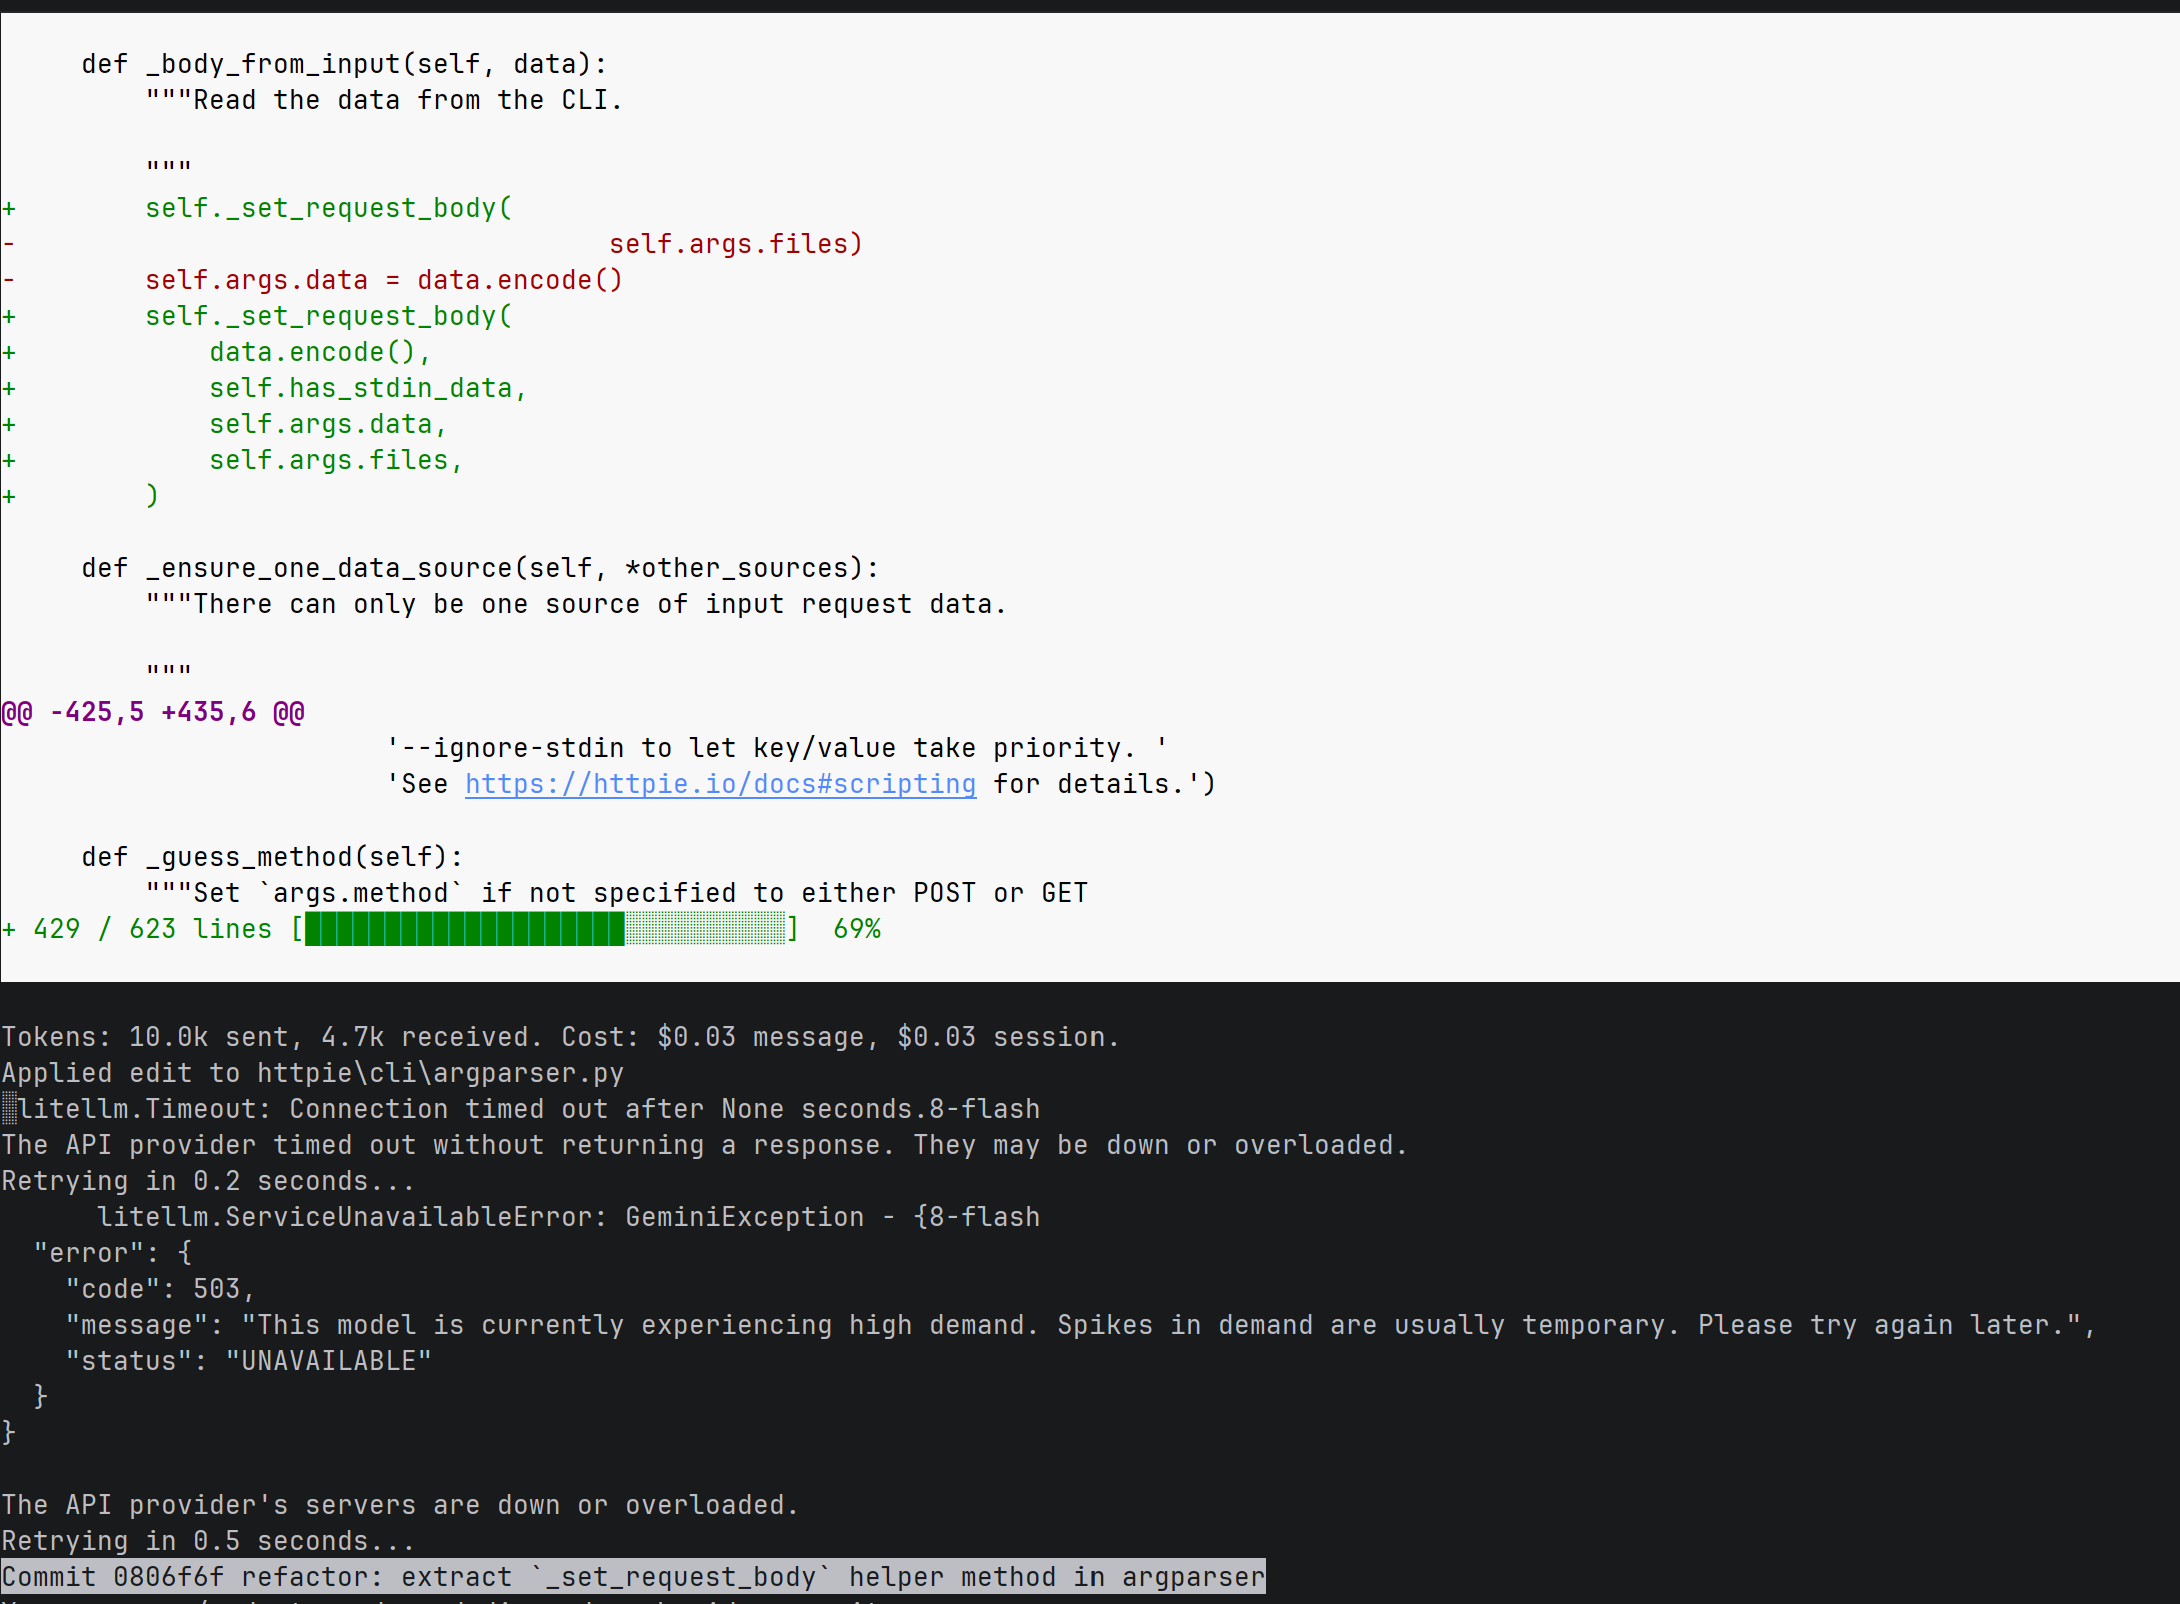 def _body_from_input(self, data):
        """Read the data from the CLI.
        """
+        self._set_request_body(
-                                     self.args.files)
-        self.args.data = data.encode()
+        self._set_request_body(
+            data.encode(),
+            self.has_stdin_data,
+            self.args.data,
+            self.args.files,
+        )
     def _ensure_one_data_source(self, *other_sources):
         """There can only be one source of input request data.
         """
@@ -425,5 +435,6 @@
                        '--ignore-stdin to let key/value take priority. '
                        'See https://httpie.io/docs#scripting for details.')
     def _guess_method(self):
         """Set `args.method` if not specified to either POST or GET
+ 429 / 623 lines [████████████████████░░░░░░░░░░]  69%
Tokens: 10.0k sent, 4.7k received. Cost: $0.03 message, $0.03 session.
Applied edit to httpie\cli\argparser.py
░litellm.Timeout: Connection timed out after None seconds.8-flash
The API provider timed out without returning a response. They may be down or overloaded.
Retrying in 0.2 seconds...
      litellm.ServiceUnavailableError: GeminiException - {8-flash
  "error": {
    "code": 503,
    "message": "This model is currently experiencing high demand. Spikes in demand are usually temporary. Please try again later.",
    "status": "UNAVAILABLE"
  }
}
The API provider's servers are down or overloaded.
Retrying in 0.5 seconds...
Commit 0806f6f refactor: extract `_set_request_body` helper method in argparser